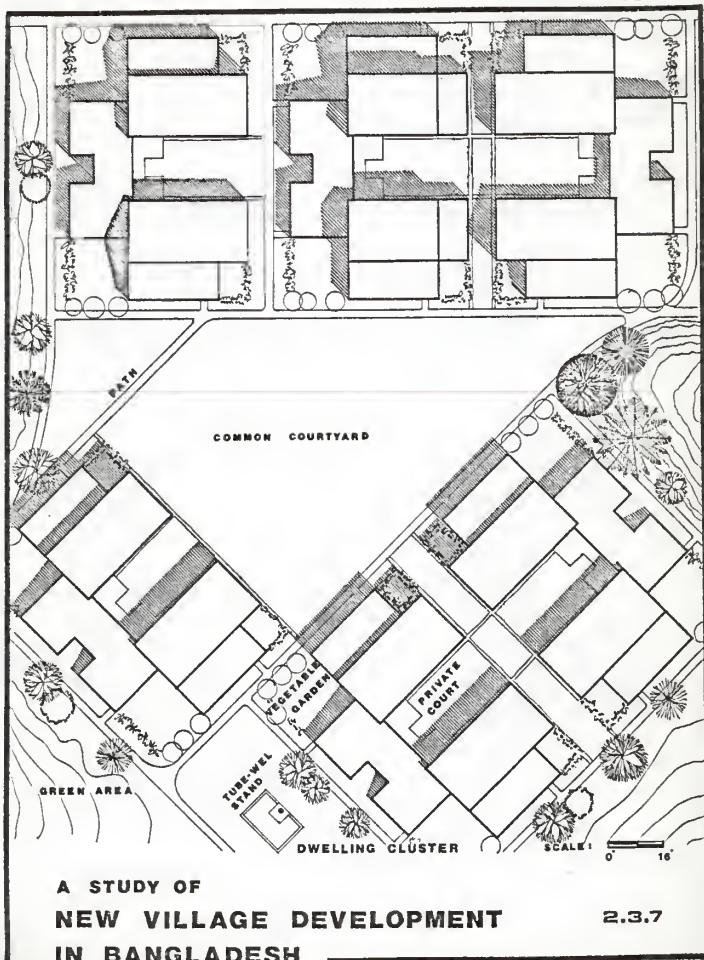 PATH
COMMON COURTYARD
VEGETABLE
GARDEN
PRIVATE
COURT
TUBE-WEL
STAND
GREEN AREA
DWELLING CLUSTER
SCALE:
0' 16'
A STUDY OF
NEW VILLAGE DEVELOPMENT
IN BANGLADESH
2.3.7